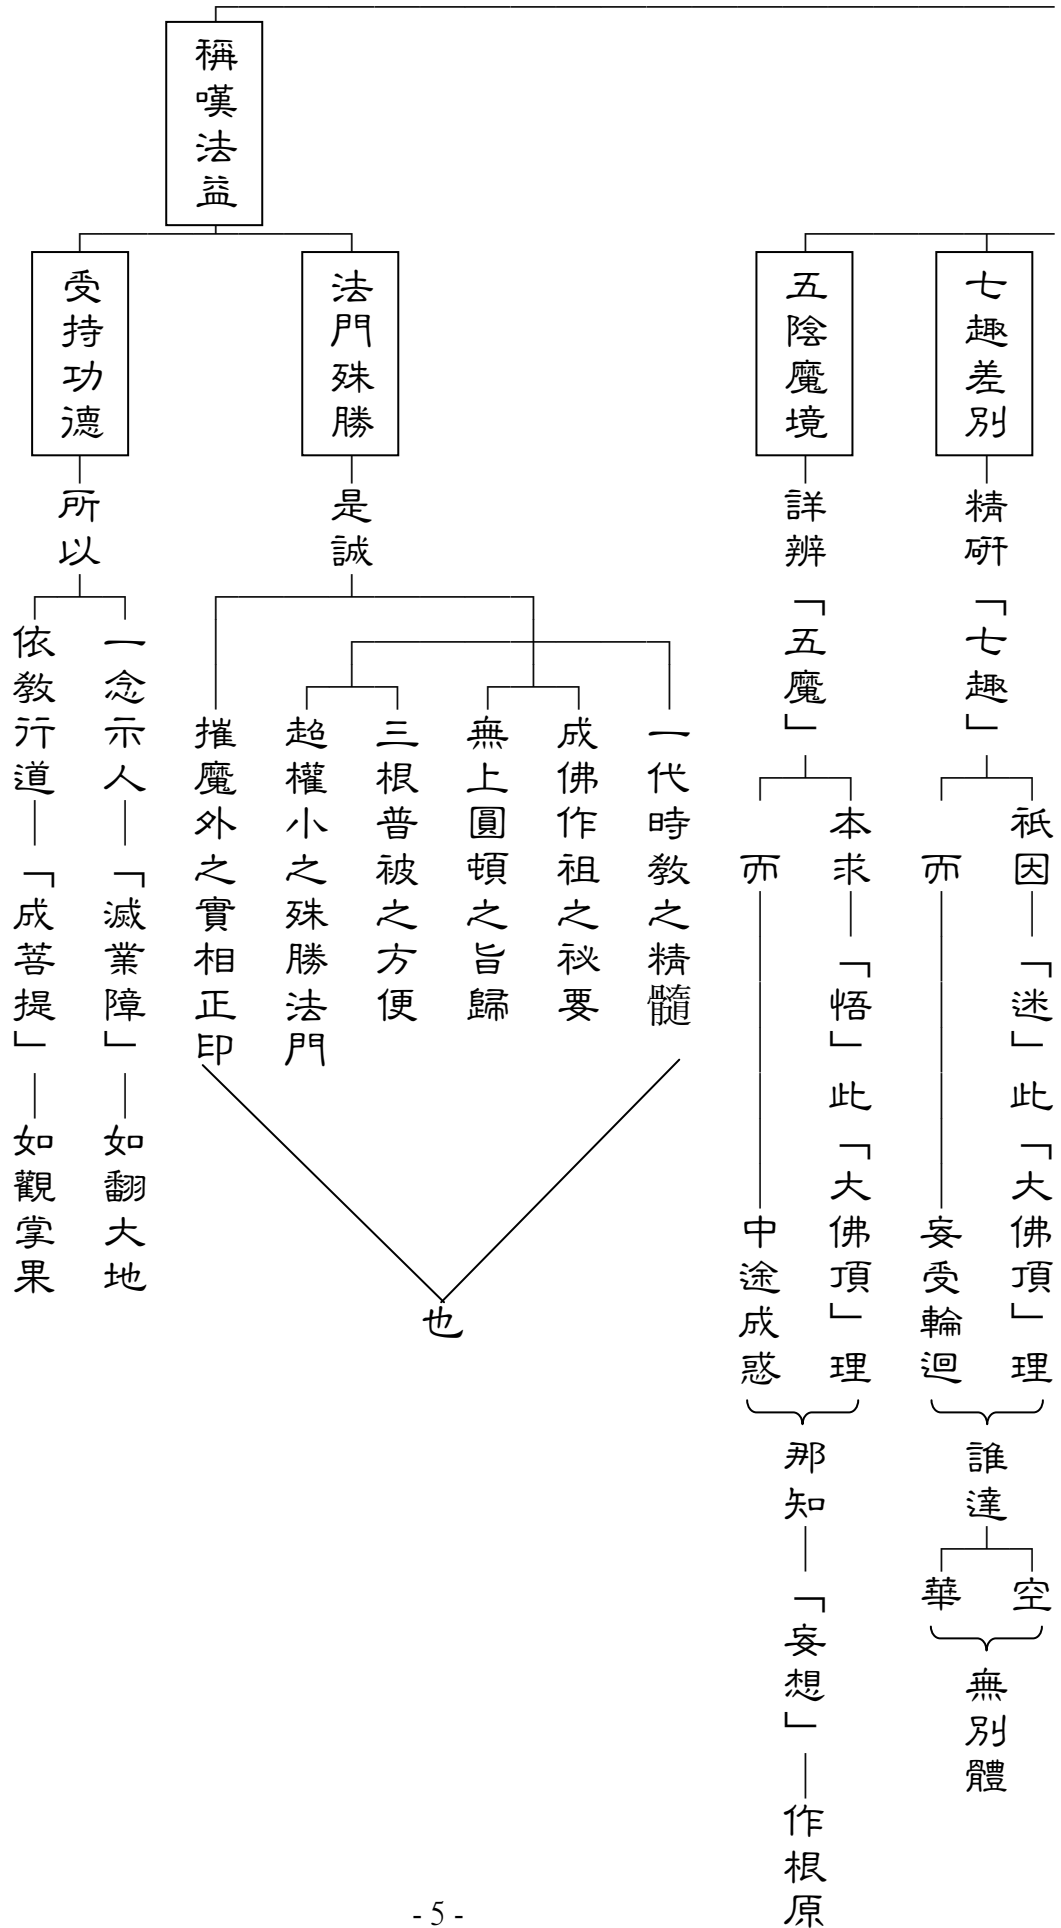 七趣差別
精研「七趣」
祇因
「迷」此「大佛頂」理
而
妄受輪迴
誰達
空
華
無別體
五陰魔境
詳辨「五魔」
本求
「悟」此「大佛頂」理
而
中途成惑
那知
「妄想」
作根原
稱嘆法益
法門殊勝
是誠
一代時教之精髓
成佛作祖之祕要
無上圓頓之旨歸
三根普被之方便
超權小之殊勝法門
摧魔外之實相正印
也
受持功德
所以
一念示人
「滅業障」
如翻大地
依教行道
「成菩提」
如觀掌果
- 5 -